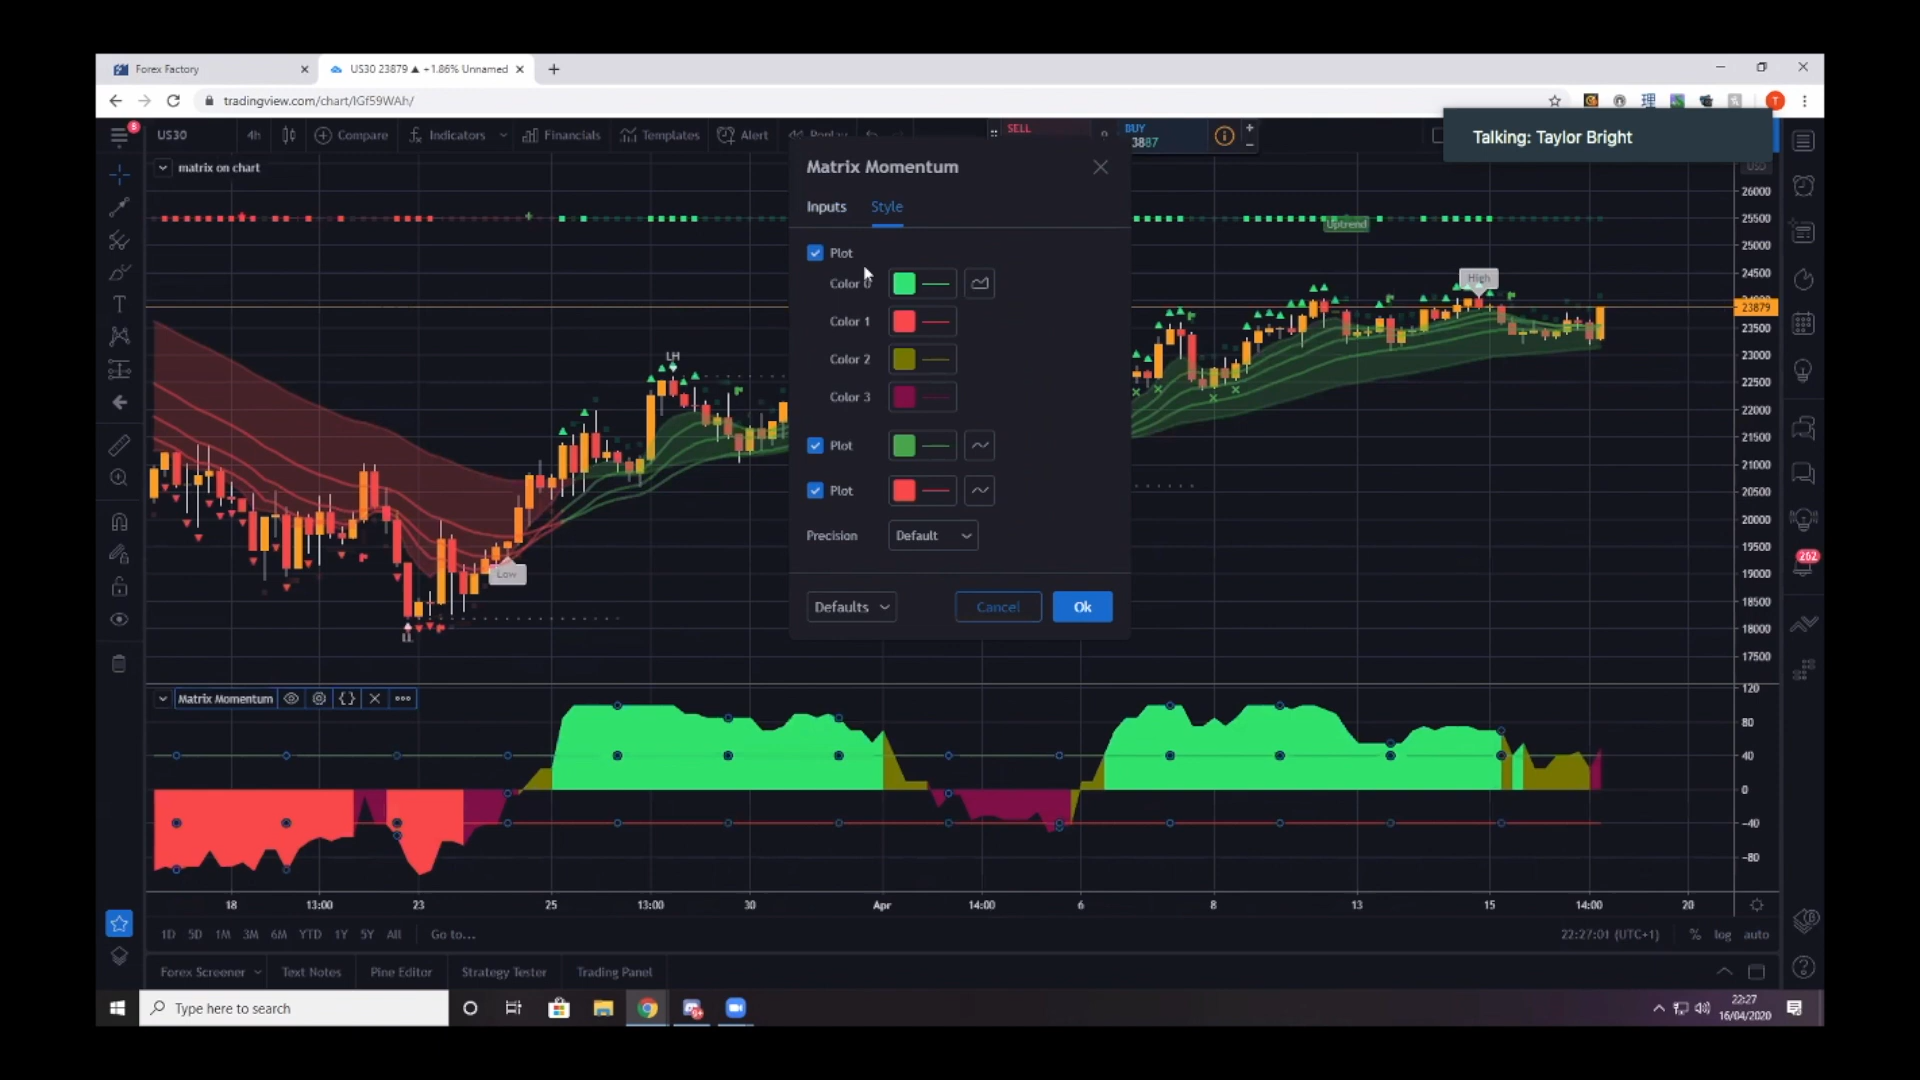 Forex Factory
US30 23879 ▲ +1.86% Unnamed
tradingview.com/chart/IGf59WAh/
T
Talking: Taylor Bright
8
US30 4h Compare Indicators Financials Templates Alert
SELL
BUY
3887
matrix on chart
Matrix Momentum
Inputs Style
Plot
Color 0
Color 1
Color 2
Color 3
Plot
Plot
Precision Default
Defaults Cancel Ok
LH
Low
LL
Uptrend
High
USD
26000
25500
25000
24500
24000
23879
23500
23000
22500
22000
21500
21000
20500
20000
19500
19000
18500
18000
17500
262
Matrix Momentum
120
80
40
0
−40
−80
18 13:00 23 25 13:00 30 Apr 14:00 6 8 13 15 14:00 20
1D 5D 1M 3M 6M YTD 1Y 5Y All Go to...
22:27:01 (UTC+1) % log auto
Forex Screener Text Notes Pine Editor Strategy Tester Trading Panel
Type here to search
9+
22:27
16/04/2020